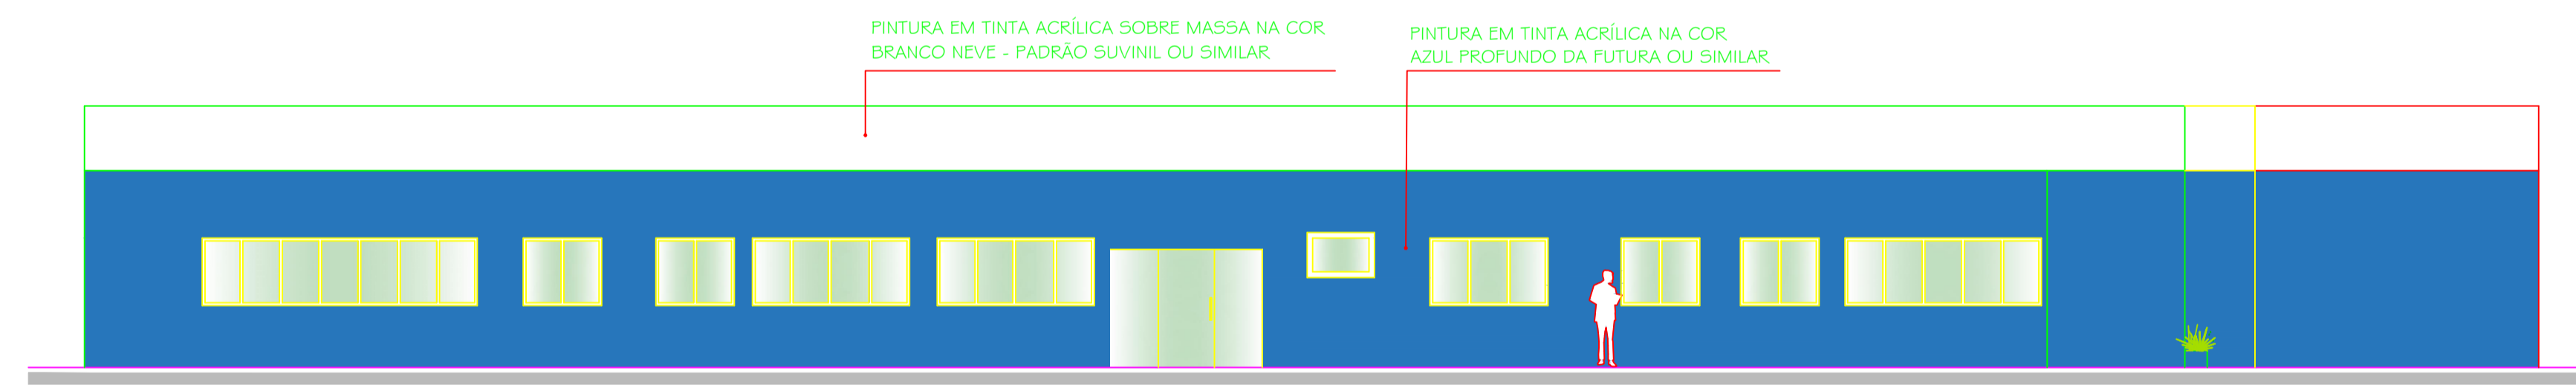 PINTURA EM TINTA ACRÍLICA SOBRE MASSA NA COR
BRANCO NEVE - PADRÃO SUVINIL OU SIMILAR
PINTURA EM TINTA ACRÍLICA NA COR
AZUL PROFUNDO DA FUTURA OU SIMILAR